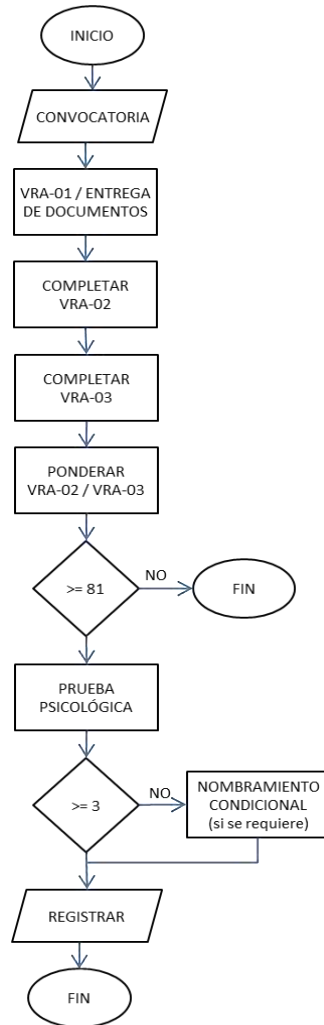 INICIO
CONVOCATORIA
VRA-01 / ENTREGA
DE DOCUMENTOS
COMPLETAR
VRA-02
COMPLETAR
VRA-03
PONDERAR
VRA-02 / VRA-03
>= 81
NO
FIN
PRUEBA
PSICOLÓGICA
>= 3
NO
NOMBRAMIENTO
CONDICIONAL
(si se requiere)
REGISTRAR
FIN